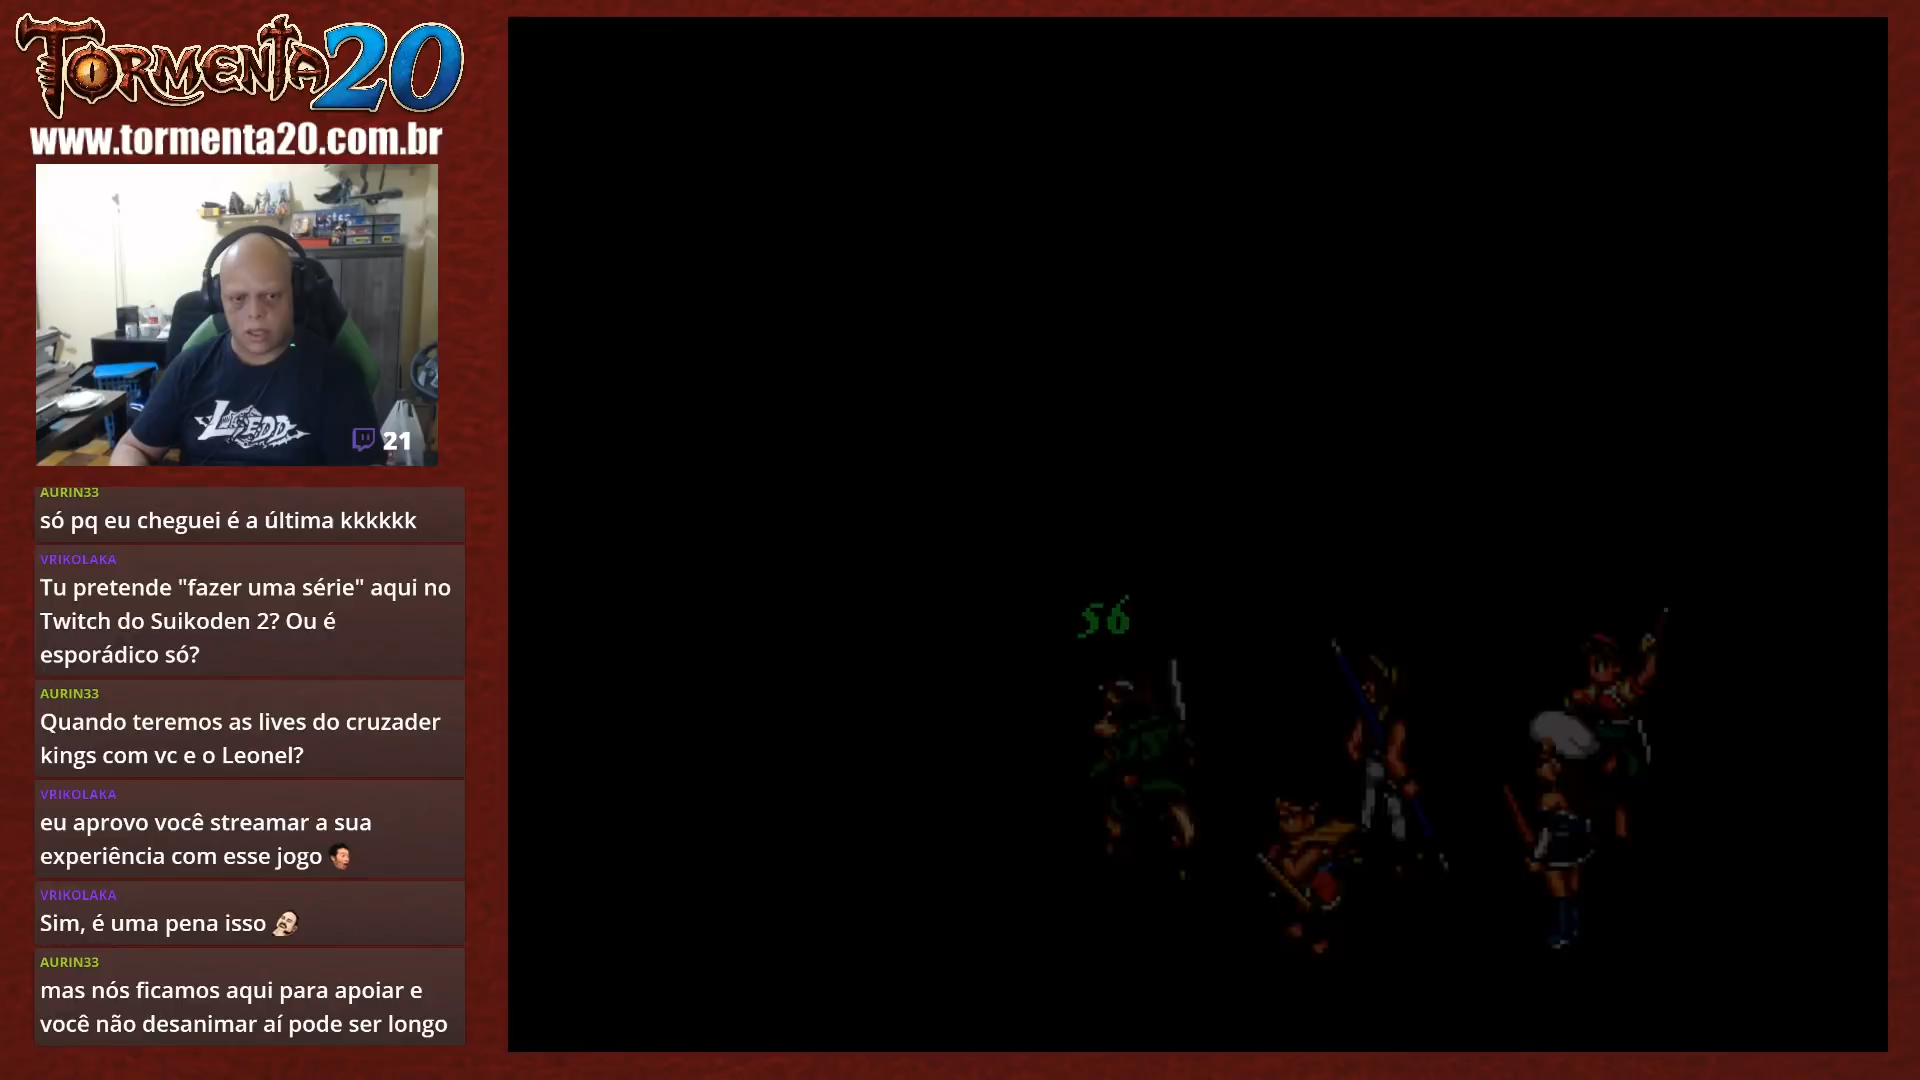 TORMENTA20
www.tormenta20.com.br
21
AURIN33
só pq eu cheguei é a última kkkkkk
VRIKOLAKA
Tu pretende "fazer uma série" aqui no
Twitch do Suikoden 2? Ou é
esporádico só?
AURIN33
Quando teremos as lives do cruzader
kings com vc e o Leonel?
VRIKOLAKA
eu aprovo você streamar a sua
experiência com esse jogo
VRIKOLAKA
Sim, é uma pena isso
AURIN33
mas nós ficamos aqui para apoiar e
você não desanimar aí pode ser longo
56